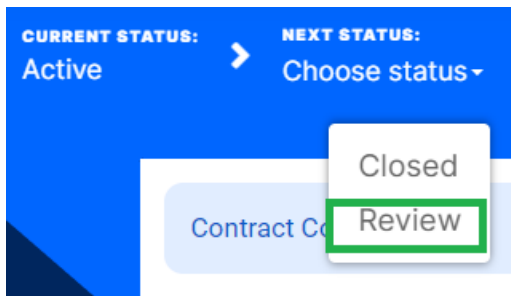 CURRENT STATUS:
Active
NEXT STATUS:
Choose status
Closed
Review
Contract